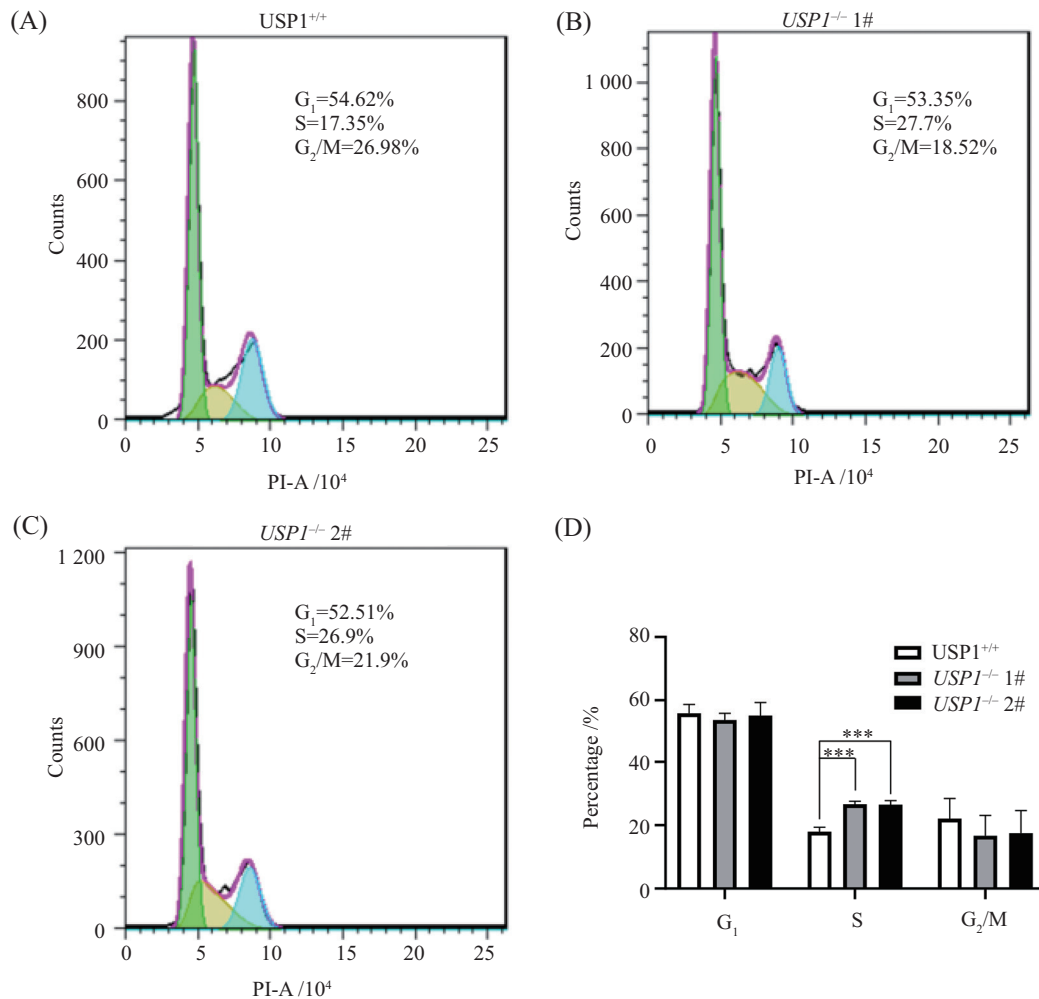 (A)
USP1+/+
G1=54.62%
S=17.35%
G2/M=26.98%
Counts
800
600
400
200
0
0 5 10 15 20 25
PI-A /10⁴
(B)
USP1–/– 1#
G1=53.35%
S=27.7%
G2/M=18.52%
Counts
1 000
800
600
400
200
0
0 5 10 15 20 25
PI-A /10⁴
(C)
USP1–/– 2#
G1=52.51%
S=26.9%
G2/M=21.9%
Counts
1 200
900
600
300
0
0 5 10 15 20 25
PI-A /10⁴
(D)
USP1+/+
USP1–/– 1#
USP1–/– 2#
Percentage /%
80
60
40
20
0
***
***
G1 S G2/M